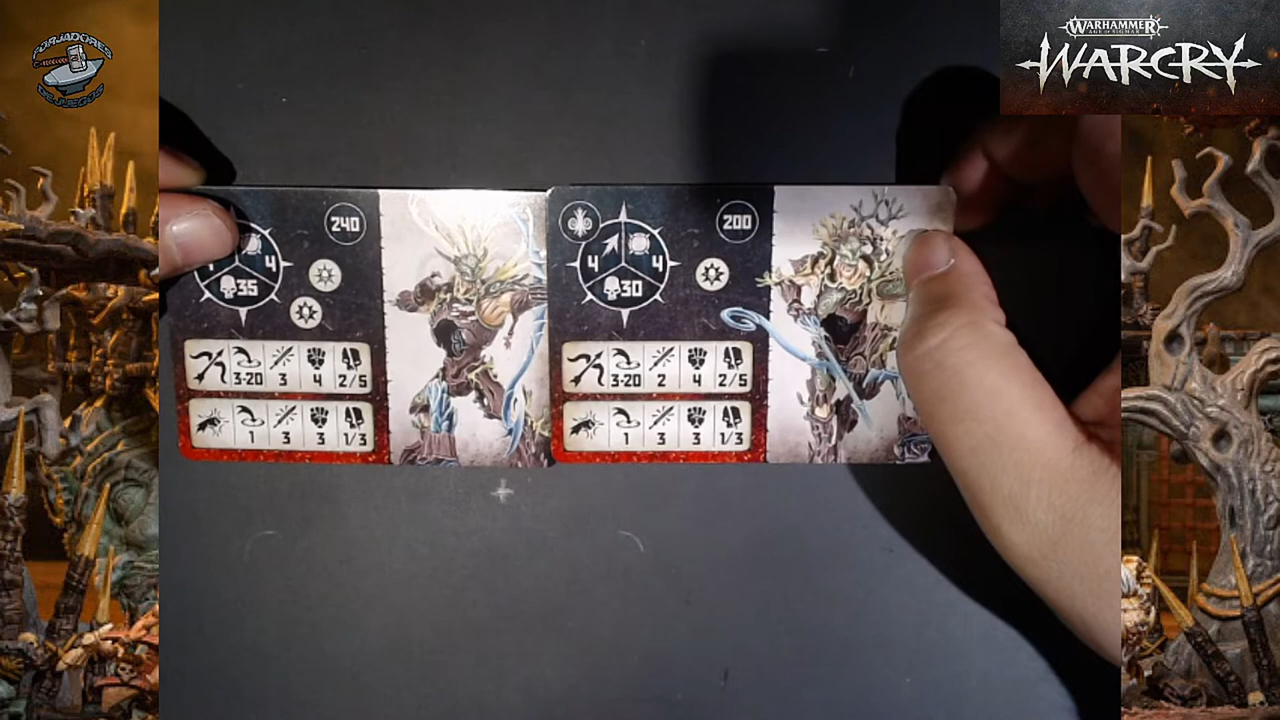 FORJADORES
DE JUEGOS
WARHAMMER
AGE OF SIGMAR
WARCRY
240
4
35
3-20 3 4 2/5
1 3 3 1/3
200
4 4
30
3-20 2 4 2/5
1 3 3 1/3